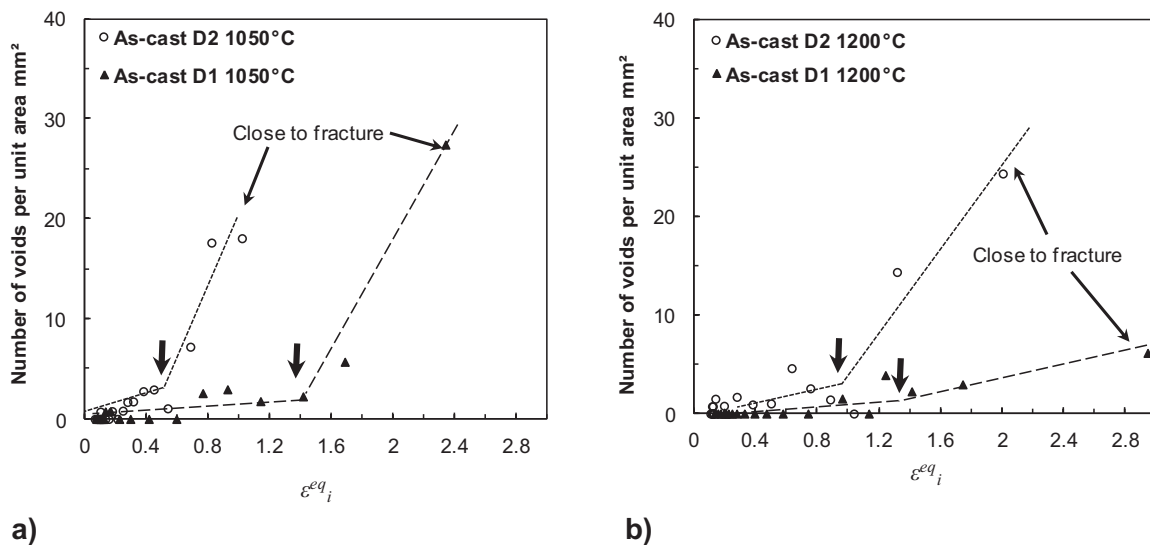 40
30
20
10
0
Number of voids per unit area mm²
As-cast D2 1050°C
As-cast D1 1050°C
Close to fracture
0 0.4 0.8 1.2 1.6 2 2.4 2.8
ε^eq_i
a)
40
30
20
10
0
Number of voids per unit area mm²
As-cast D2 1200°C
As-cast D1 1200°C
Close to fracture
0 0.4 0.8 1.2 1.6 2 2.4 2.8
ε^eq_i
b)